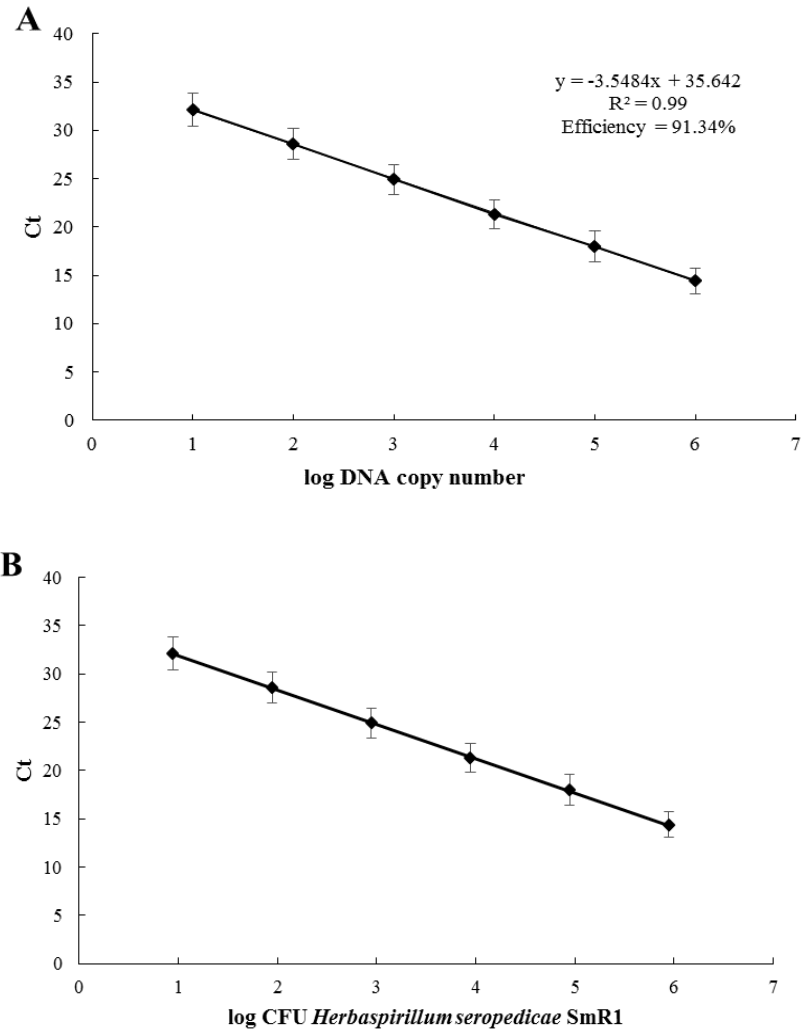 A
40
35
30
25
20
15
10
5
0
Ct
y = -3.5484x + 35.642
R² = 0.99
Efficiency = 91.34%
0 1 2 3 4 5 6 7
log DNA copy number
B
40
35
30
25
20
15
10
5
0
Ct
0 1 2 3 4 5 6 7
log CFU Herbaspirillum seropedicae SmR1